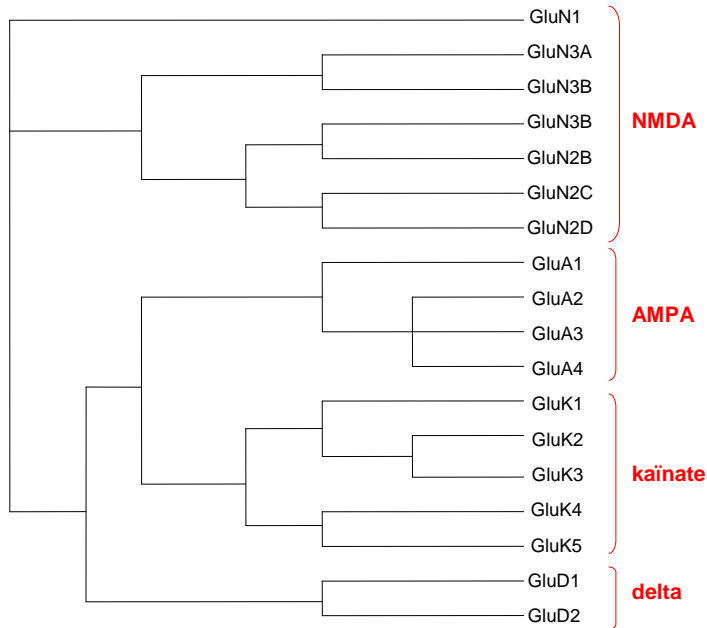 GluN1
GluN3A
GluN3B
GluN3B
GluN2B
GluN2C
GluN2D
NMDA
GluA1
GluA2
GluA3
GluA4
AMPA
GluK1
GluK2
GluK3
GluK4
GluK5
kaïnate
GluD1
GluD2
delta